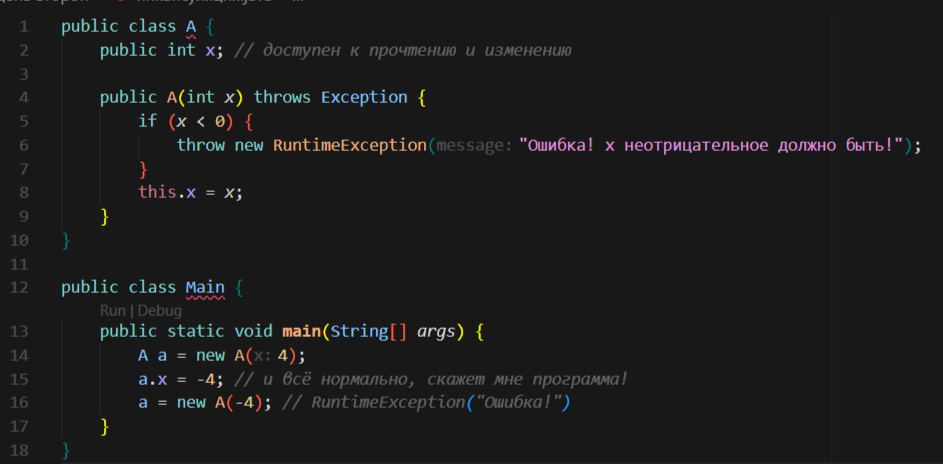 1 public class A {
2 public int x; // доступен к прочтению и изменению
3
4 public A(int x) throws Exception {
5 if (x < 0) {
6 throw new RuntimeException(message: "Ошибка! x неотрицательное должно быть!");
7 }
8 this.x = x;
9 }
10 }
11
12 public class Main {
Run | Debug
13 public static void main(String[] args) {
14 A a = new A(x: 4);
15 a.x = -4; // и всё нормально, скажет мне программа!
16 a = new A(-4); // RuntimeException("Ошибка!")
17 }
18 }